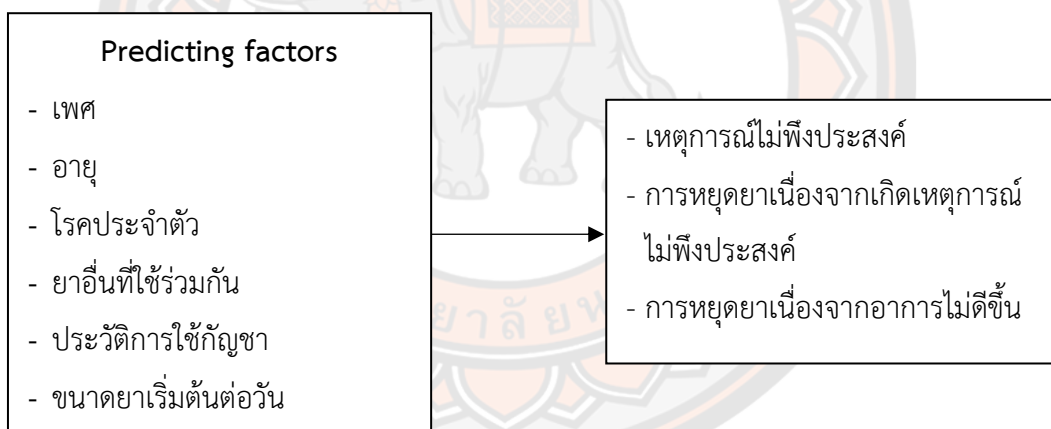 Predicting factors
- เพศ
- อายุ
- โรคประจำตัว
- ยาอื่นที่ใช้ร่วมกัน
- ประวัติการใช้กัญชา
- ขนาดยาเริ่มต้นต่อวัน
- เหตุการณ์ไม่พึงประสงค์
- การหยุดยาเนื่องจากเกิดเหตุการณ์
ไม่พึงประสงค์
- การหยุดยาเนื่องจากอาการไม่ดีขึ้น